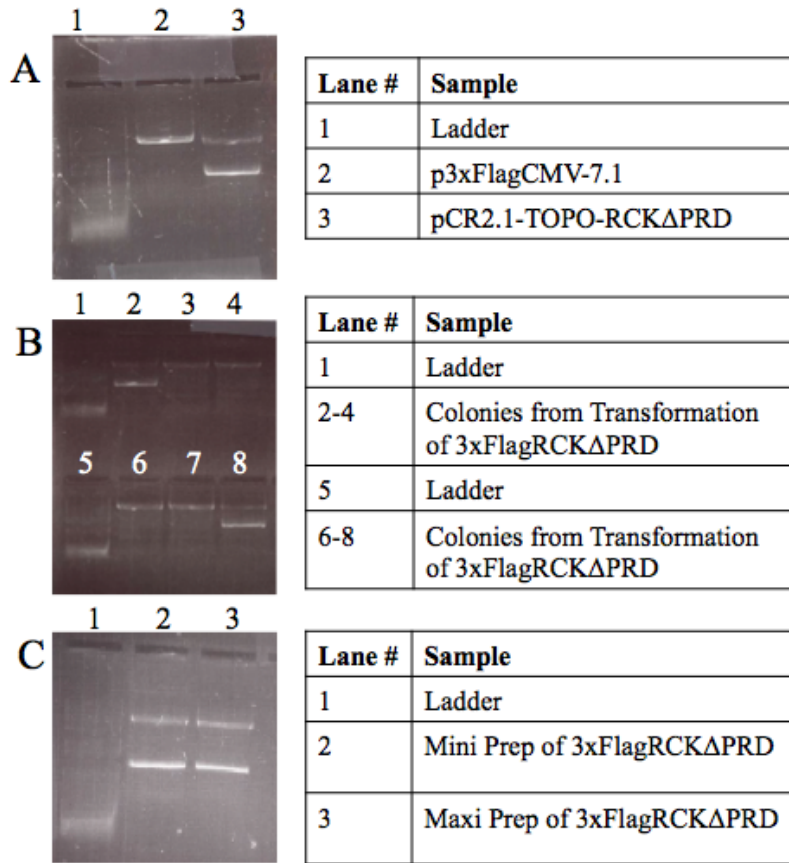 1 2 3
A
Lane # Sample
1 Ladder
2 p3xFlagCMV-7.1
3 pCR2.1-TOPO-RCKΔPRD
1 2 3 4
B
5 6 7 8
Lane # Sample
1 Ladder
2-4 Colonies from Transformation
of 3xFlagRCKΔPRD
5 Ladder
6-8 Colonies from Transformation
of 3xFlagRCKΔPRD
1 2 3
C
Lane # Sample
1 Ladder
2 Mini Prep of 3xFlagRCKΔPRD
3 Maxi Prep of 3xFlagRCKΔPRD